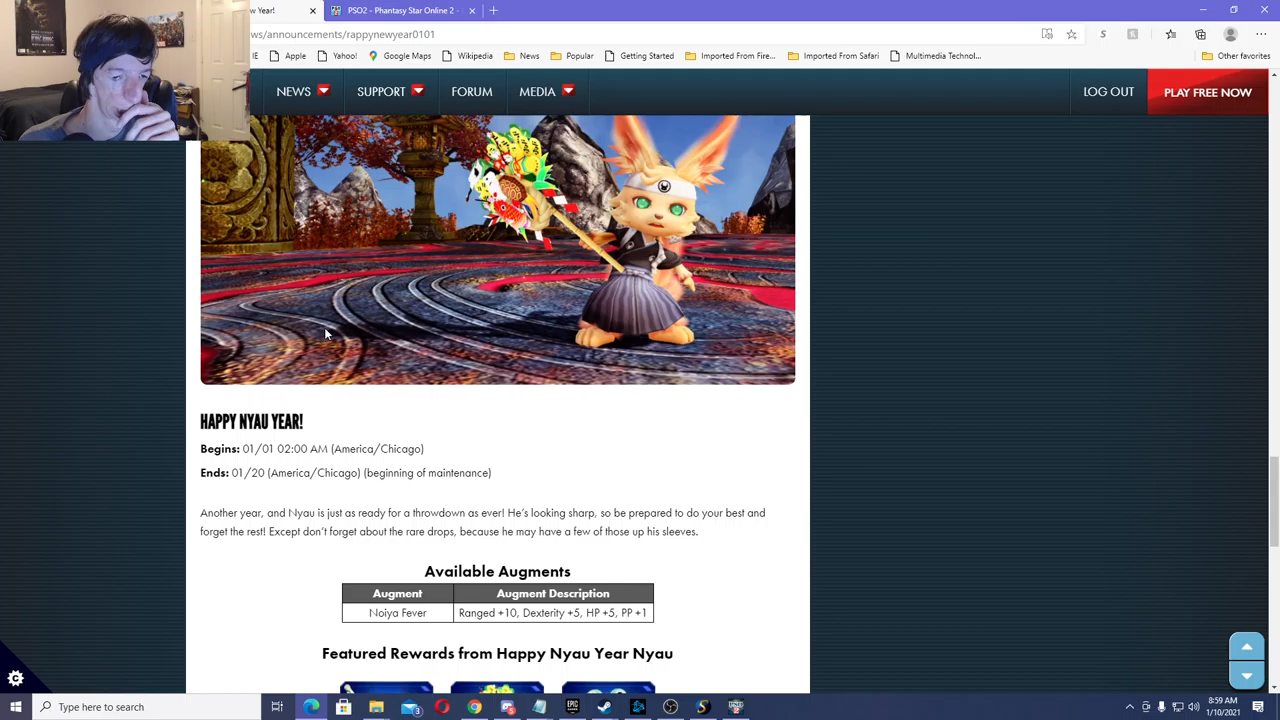 w Year!
PSO2 - Phantasy Star Online 2 -
ws/announcements/rappynewyear0101
IE
Apple
Yahoo!
Google Maps
Wikipedia
News
Popular
Getting Started
Imported From Fire...
Imported From Safari
Multimedia Technol...
Other favorites
NEWS
SUPPORT
FORUM
MEDIA
LOG OUT
PLAY FREE NOW
HAPPY NYAU YEAR!
Begins: 01/01 02:00 AM (America/Chicago)
Ends: 01/20 (America/Chicago) (beginning of maintenance)
Another year, and Nyau is just as ready for a throwdown as ever! He's looking sharp, so be prepared to do your best and
forget the rest! Except don't forget about the rare drops, because he may have a few of those up his sleeves.
Available Augments
Augment
Augment Description
Noiya Fever
Ranged +10, Dexterity +5, HP +5, PP +1
Featured Rewards from Happy Nyau Year Nyau
Type here to search
8:59 AM
1/10/2021